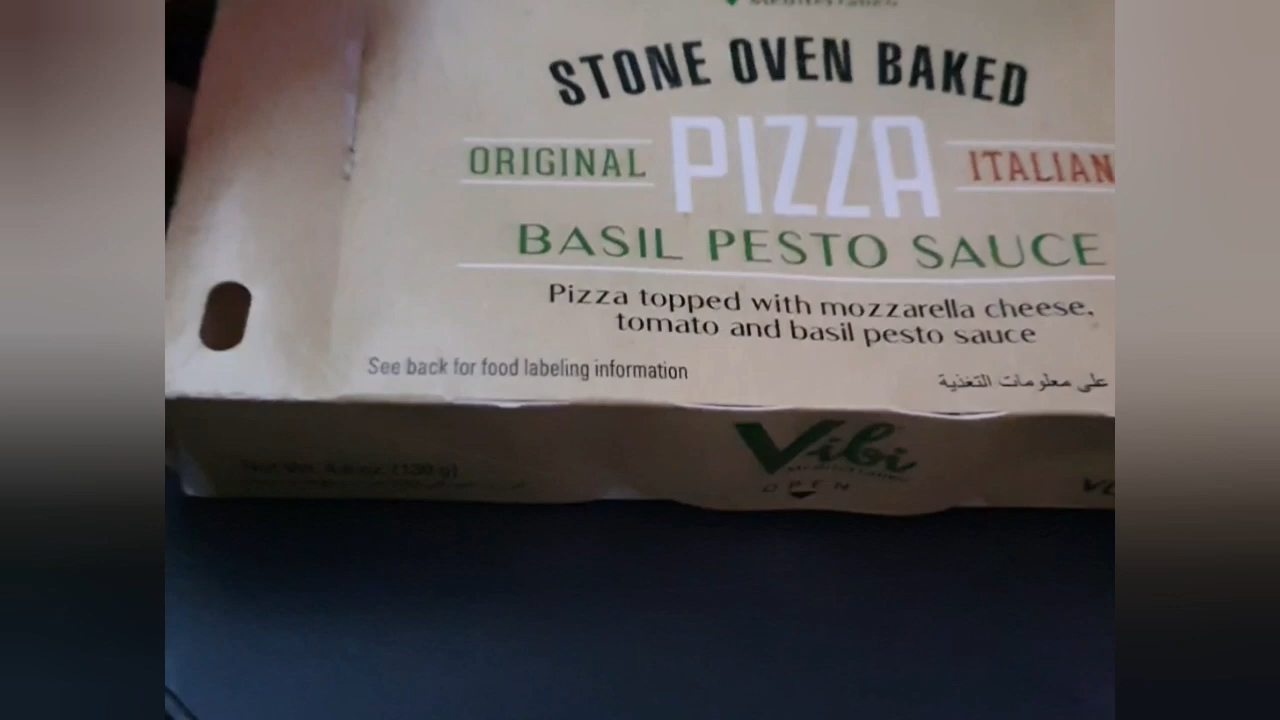 STONE OVEN BAKED
ORIGINAL PIZZA ITALIAN
BASIL PESTO SAUCE
Pizza topped with mozzarella cheese,
tomato and basil pesto sauce
See back for food labeling information
على معلومات التغذية
Vibi
OPEN
(130 g)